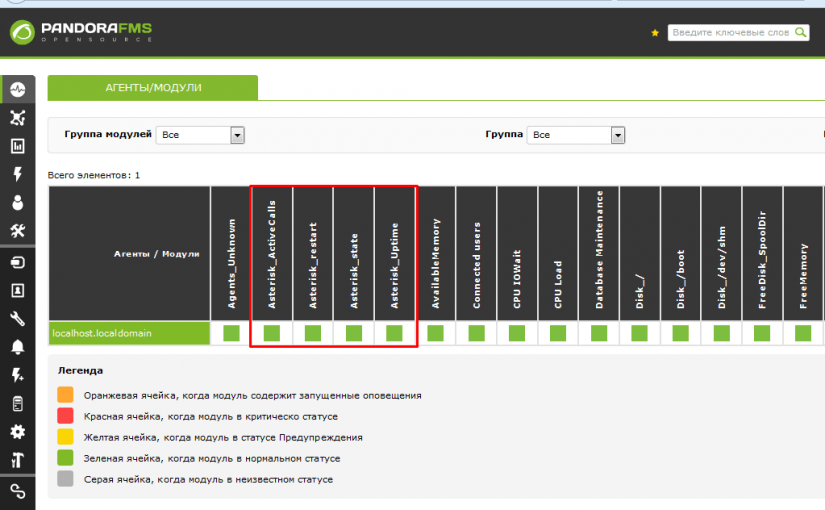 PANDORAFMS
OPENSOURCE
Введите ключевые слов
АГЕНТЫ/МОДУЛИ
Группа модулей Все Группа Все
Всего элементов: 1
Агенты / Модули
Agents_Unknown
Asterisk_ActiveCalls
Asterisk_restart
Asterisk_state
Asterisk_Uptime
AvailableMemory
Connected users
CPU IOWait
CPU Load
Database Maintenance
Disk_/
Disk_/boot
Disk_/dev/shm
FreeDisk_SpoolDir
FreeMemory
localhost.localdomain
Легенда
Оранжевая ячейка, когда модуль содержит запущенные оповещения
Красная ячейка, когда модуль в критическо статусе
Желтая ячейка, когда модуль в статусе Предупреждения
Зеленая ячейка, когда модуль в нормальном статусе
Серая ячейка, когда модуль в неизвестном статусе